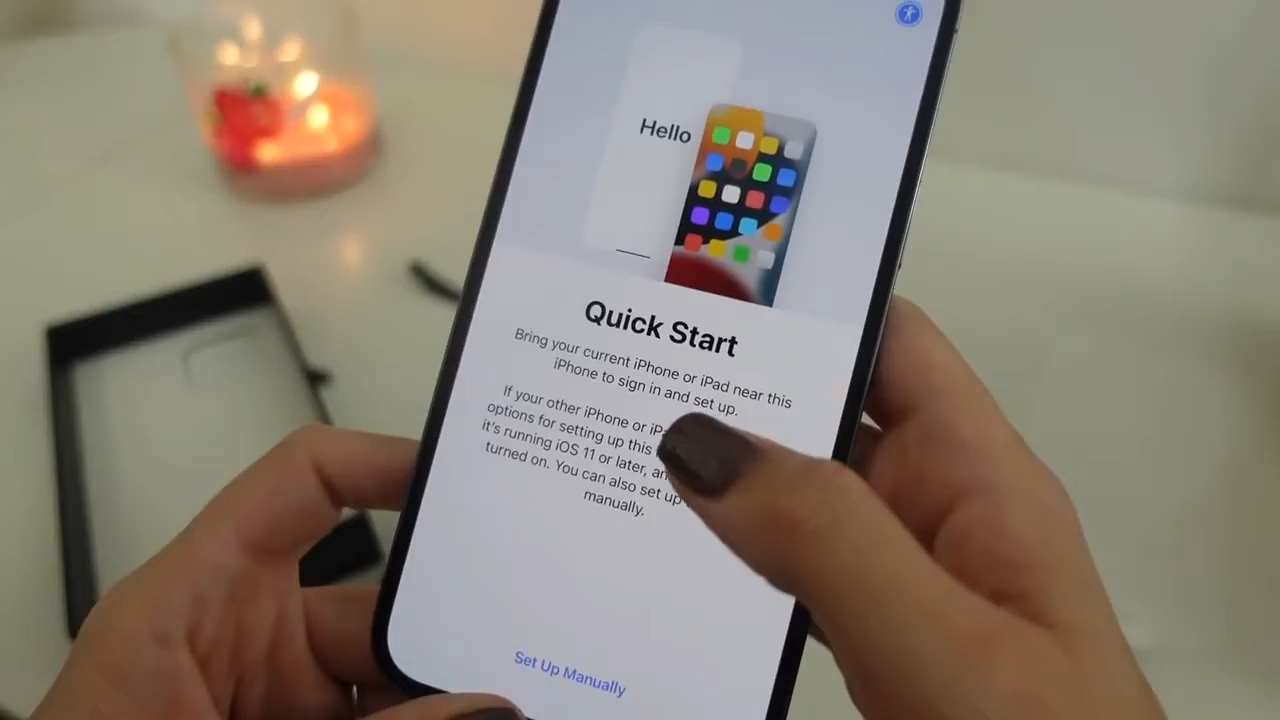 Hello
Quick Start
Bring your current iPhone or iPad near this
iPhone to sign in and set up.
If your other iPhone or
options for setting up this
it's running iOS 11 or later,
turned on. You can also set up
manually.
Set Up Manually